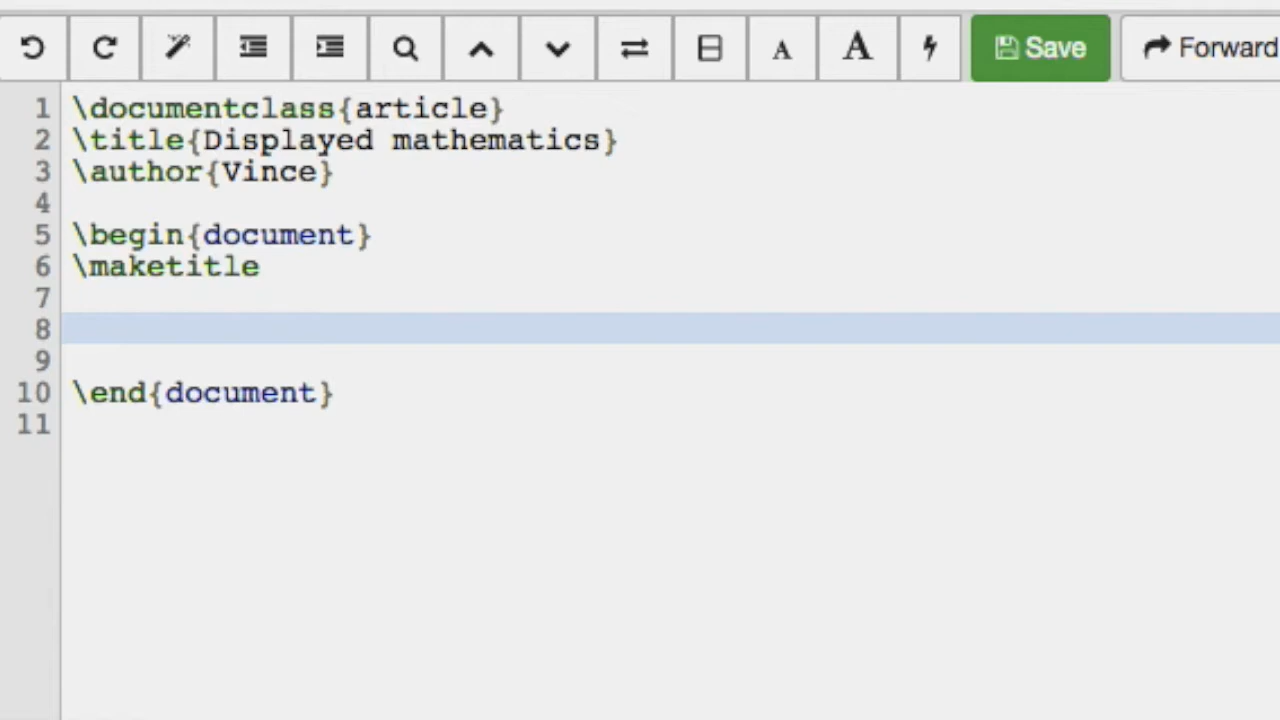 Save Forward
1 \documentclass{article}
2 \title{Displayed mathematics}
3 \author{Vince}
4
5 \begin{document}
6 \maketitle
7
8
9
10 \end{document}
11